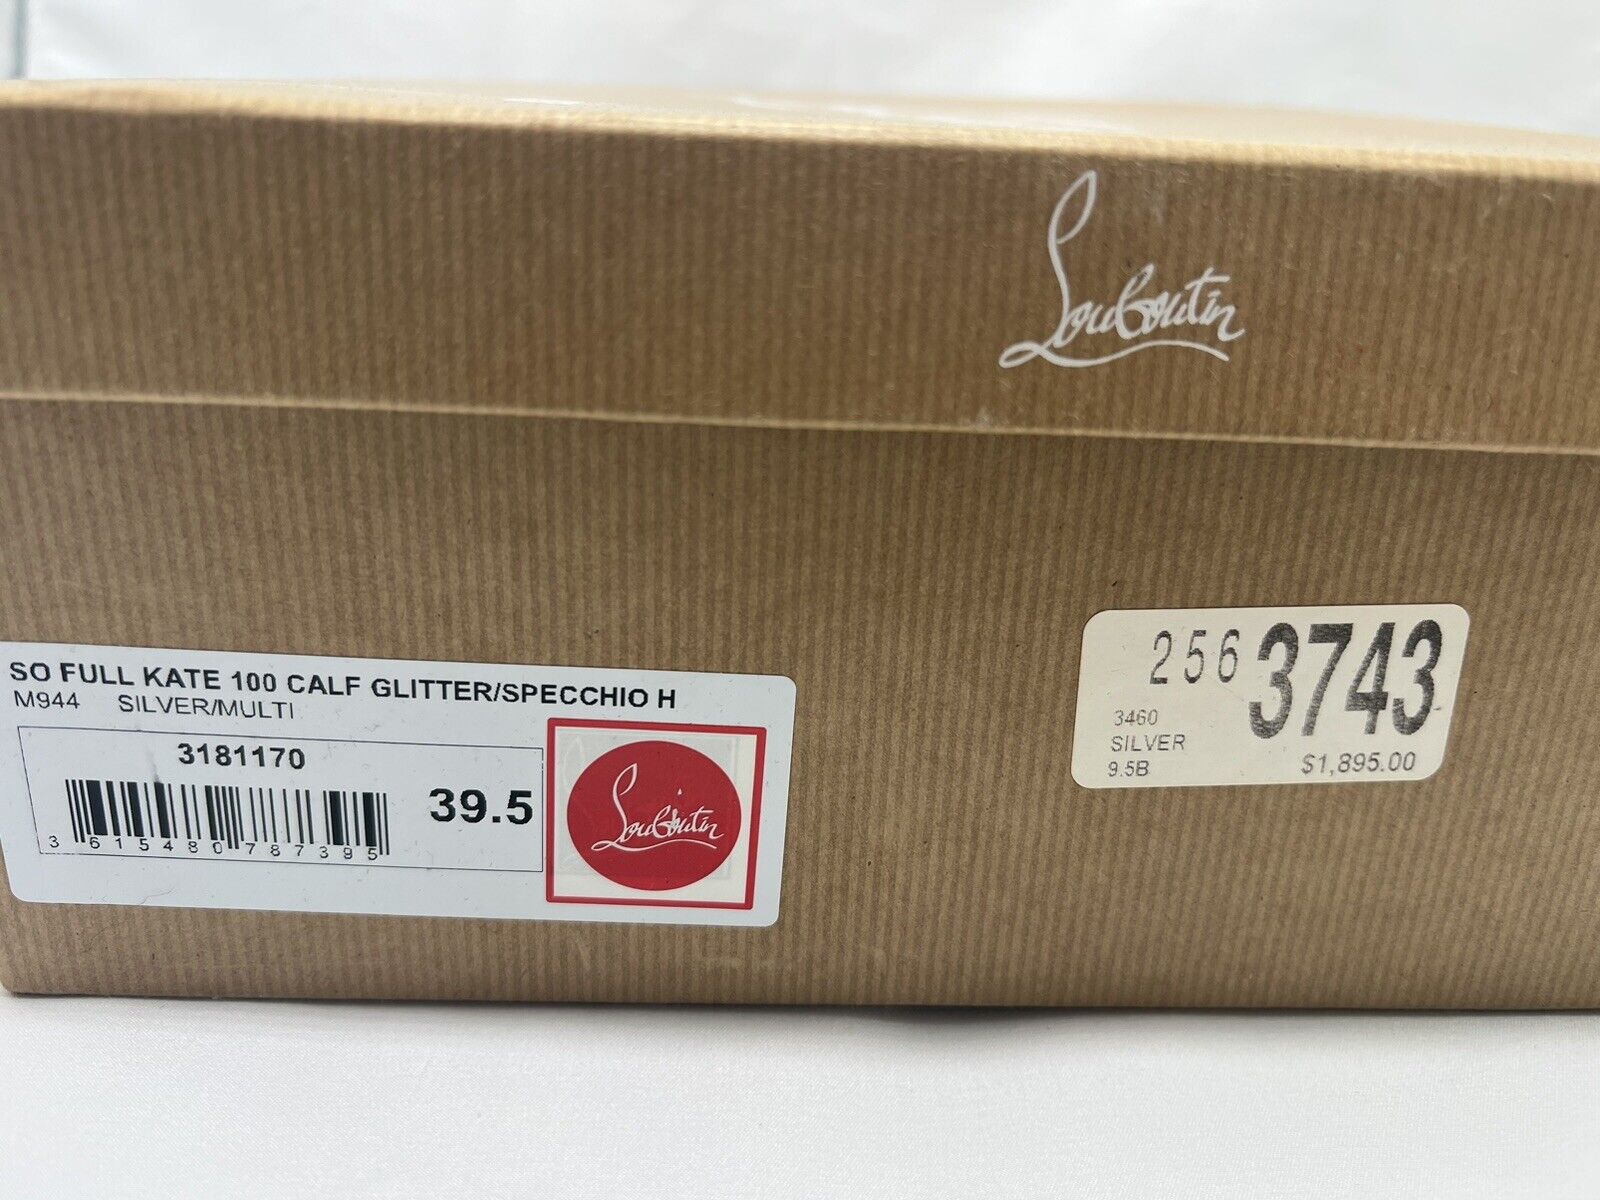 Louboutin
SO FULL KATE 100 CALF GLITTER/SPECCHIO H
M944 SILVER/MULTI
3181170
39.5
3615480787395
Louboutin
256 3743
3460
SILVER
9.5B $1,895.00